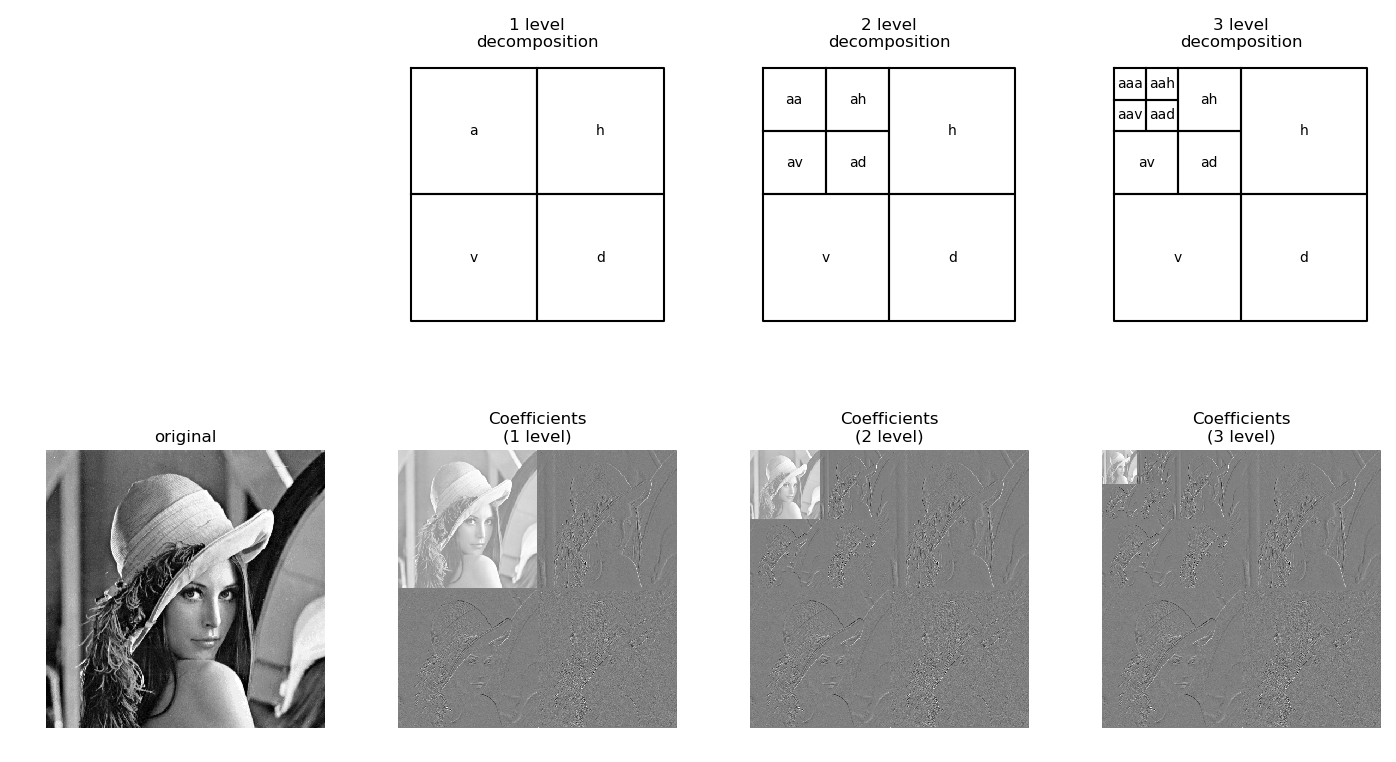 1 level
decomposition
2 level
decomposition
3 level
decomposition
a
h
v
d
aa
ah
av
ad
h
v
d
aaa
aah
aav
aad
ah
av
ad
h
v
d
original
Coefficients
(1 level)
Coefficients
(2 level)
Coefficients
(3 level)